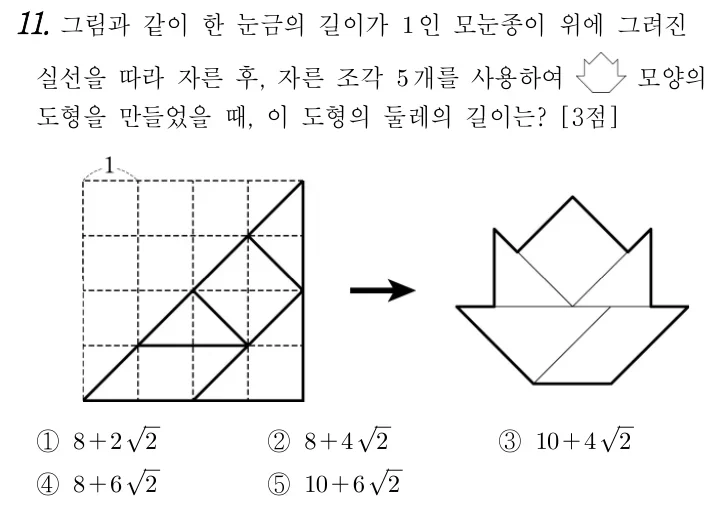 11. 그림과 같이 한 눈금의 길이가 1인 모눈종이 위에 그려진
실선을 따라 자른 후, 자른 조각 5개를 사용하여 모양의
도형을 만들었을 때, 이 도형의 둘레의 길이는? [3점]
1
① 8+2√2 ② 8+4√2 ③ 10+4√2
④ 8+6√2 ⑤ 10+6√2